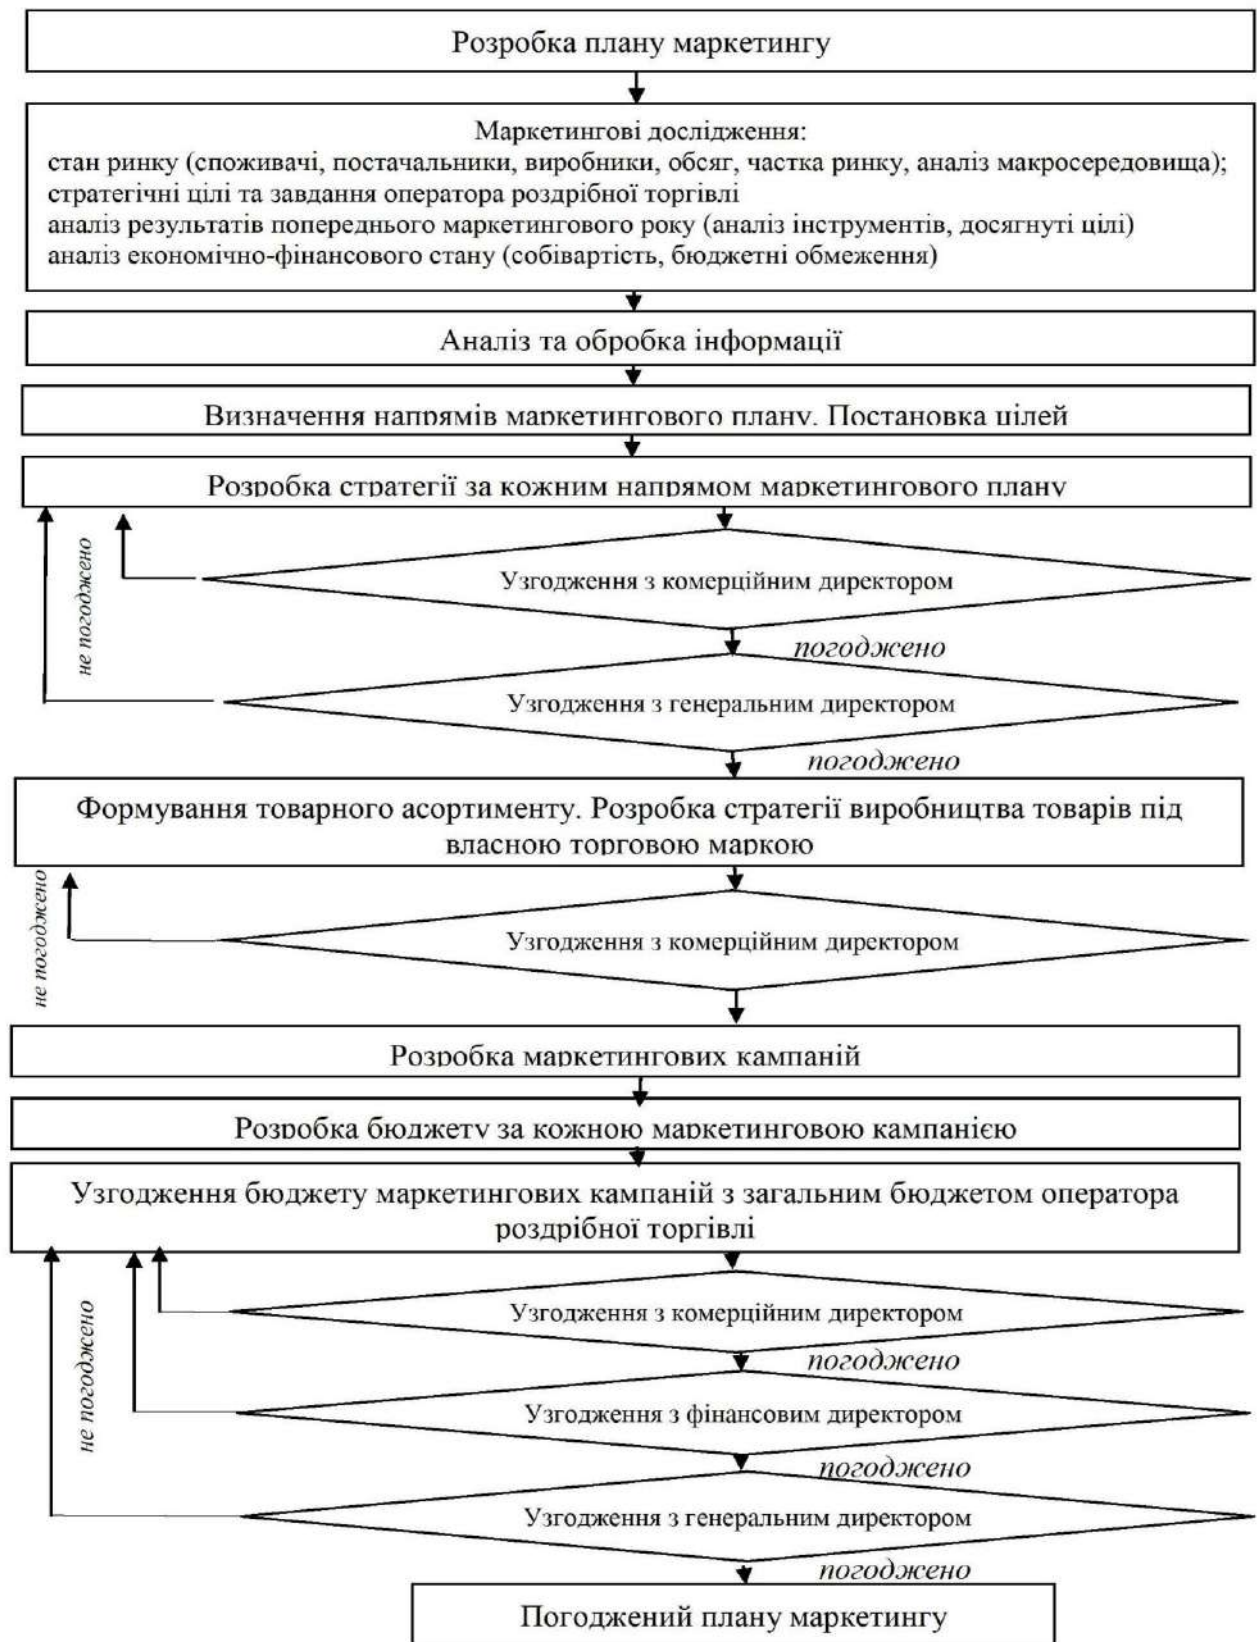 Розробка плану маркетингу
Маркетингові дослідження:
стан ринку (споживачі, постачальники, виробники, обсяг, частка ринку, аналіз макросередовища);
стратегічні цілі та завдання оператора роздрібної торгівлі
аналіз результатів попереднього маркетингового року (аналіз інструментів, досягнуті цілі)
аналіз економічно-фінансового стану (собівартість, бюджетні обмеження)
Аналіз та обробка інформації
Визначення напрямів маркетингового плану. Постановка цілей
Розробка стратегії за кожним напрямом маркетингового плану
не погоджено
Узгодження з комерційним директором
погоджено
Узгодження з генеральним директором
погоджено
Формування товарного асортименту. Розробка стратегії виробництва товарів під
власною торговою маркою
не погоджено
Узгодження з комерційним директором
Розробка маркетингових кампаній
Розробка бюджету за кожною маркетинговою кампанією
Узгодження бюджету маркетингових кампаній з загальним бюджетом оператора
роздрібної торгівлі
не погоджено
Узгодження з комерційним директором
погоджено
Узгодження з фінансовим директором
погоджено
Узгодження з генеральним директором
погоджено
Погоджений плану маркетингу